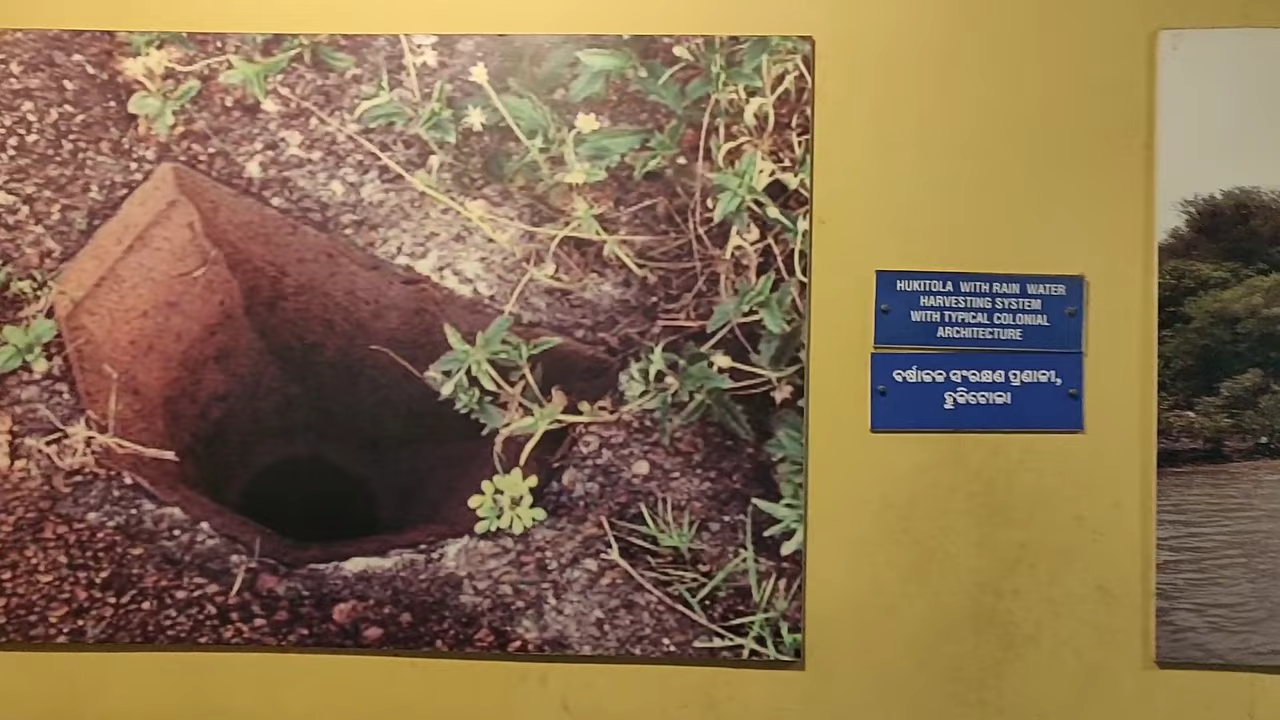 HUKITOLA WITH RAIN WATER
HARVESTING SYSTEM
WITH TYPICAL COLONIAL
ARCHITECTURE
ବର୍ଷାଜଳ ସଂରକ୍ଷଣ ପ୍ରଣାଳୀ,
ହୁକିଟୋଲା